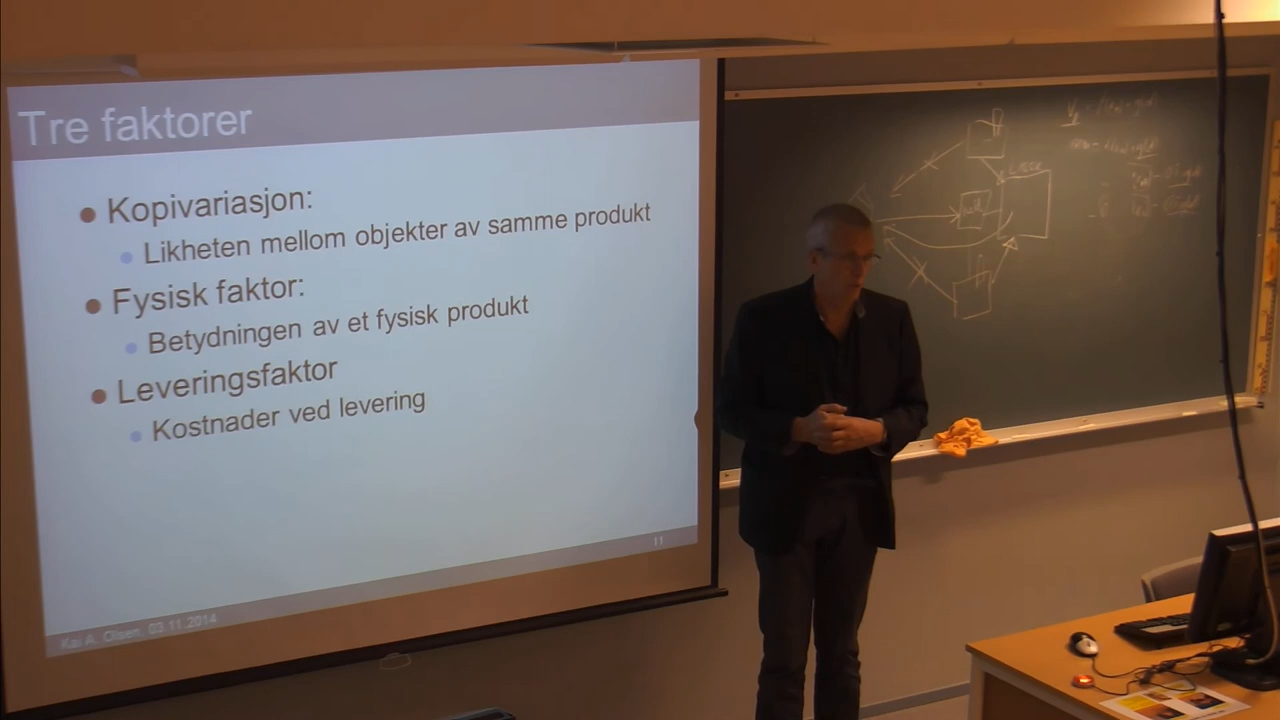 Tre faktorer
Kopivariasjon:
Likheten mellom objekter av samme produkt
Fysisk faktor:
Betydningen av et fysisk produkt
Leveringsfaktor
Kostnader ved levering
11
Kai A. Olsen, 03.11.2014